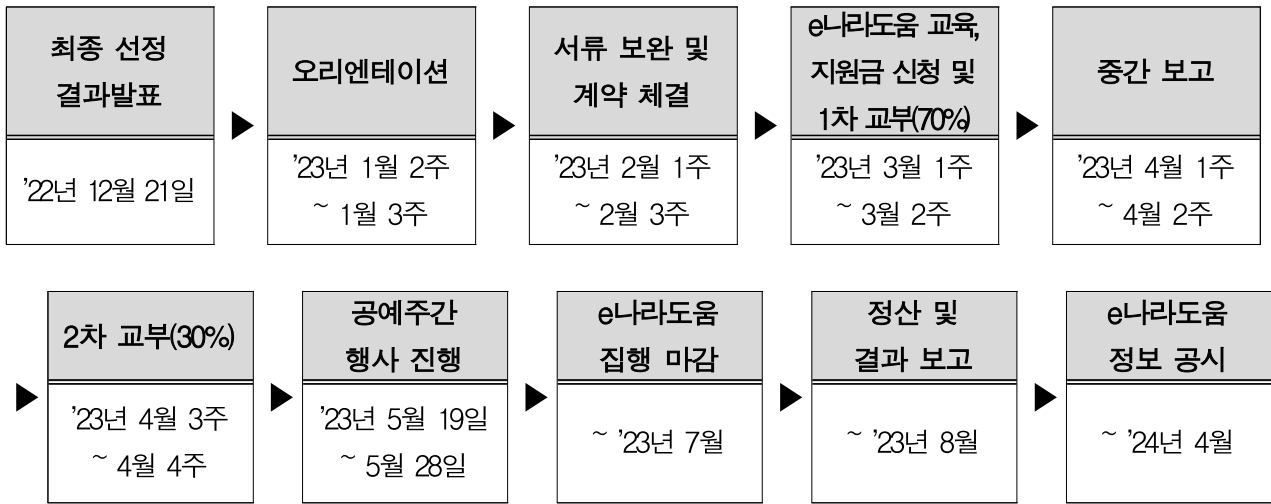 최종 선정
결과발표
'22년 12월 21일
▶
오리엔테이션
'23년 1월 2주
~ 1월 3주
▶
서류 보완 및
계약 체결
'23년 2월 1주
~ 2월 3주
▶
e나라도움 교육,
지원금 신청 및
1차 교부(70%)
'23년 3월 1주
~ 3월 2주
▶
중간 보고
'23년 4월 1주
~ 4월 2주
▶
2차 교부(30%)
'23년 4월 3주
~ 4월 4주
▶
공예주간
행사 진행
'23년 5월 19일
~ 5월 28일
▶
e나라도움
집행 마감
~ '23년 7월
▶
정산 및
결과 보고
~ '23년 8월
▶
e나라도움
정보 공시
~ '24년 4월